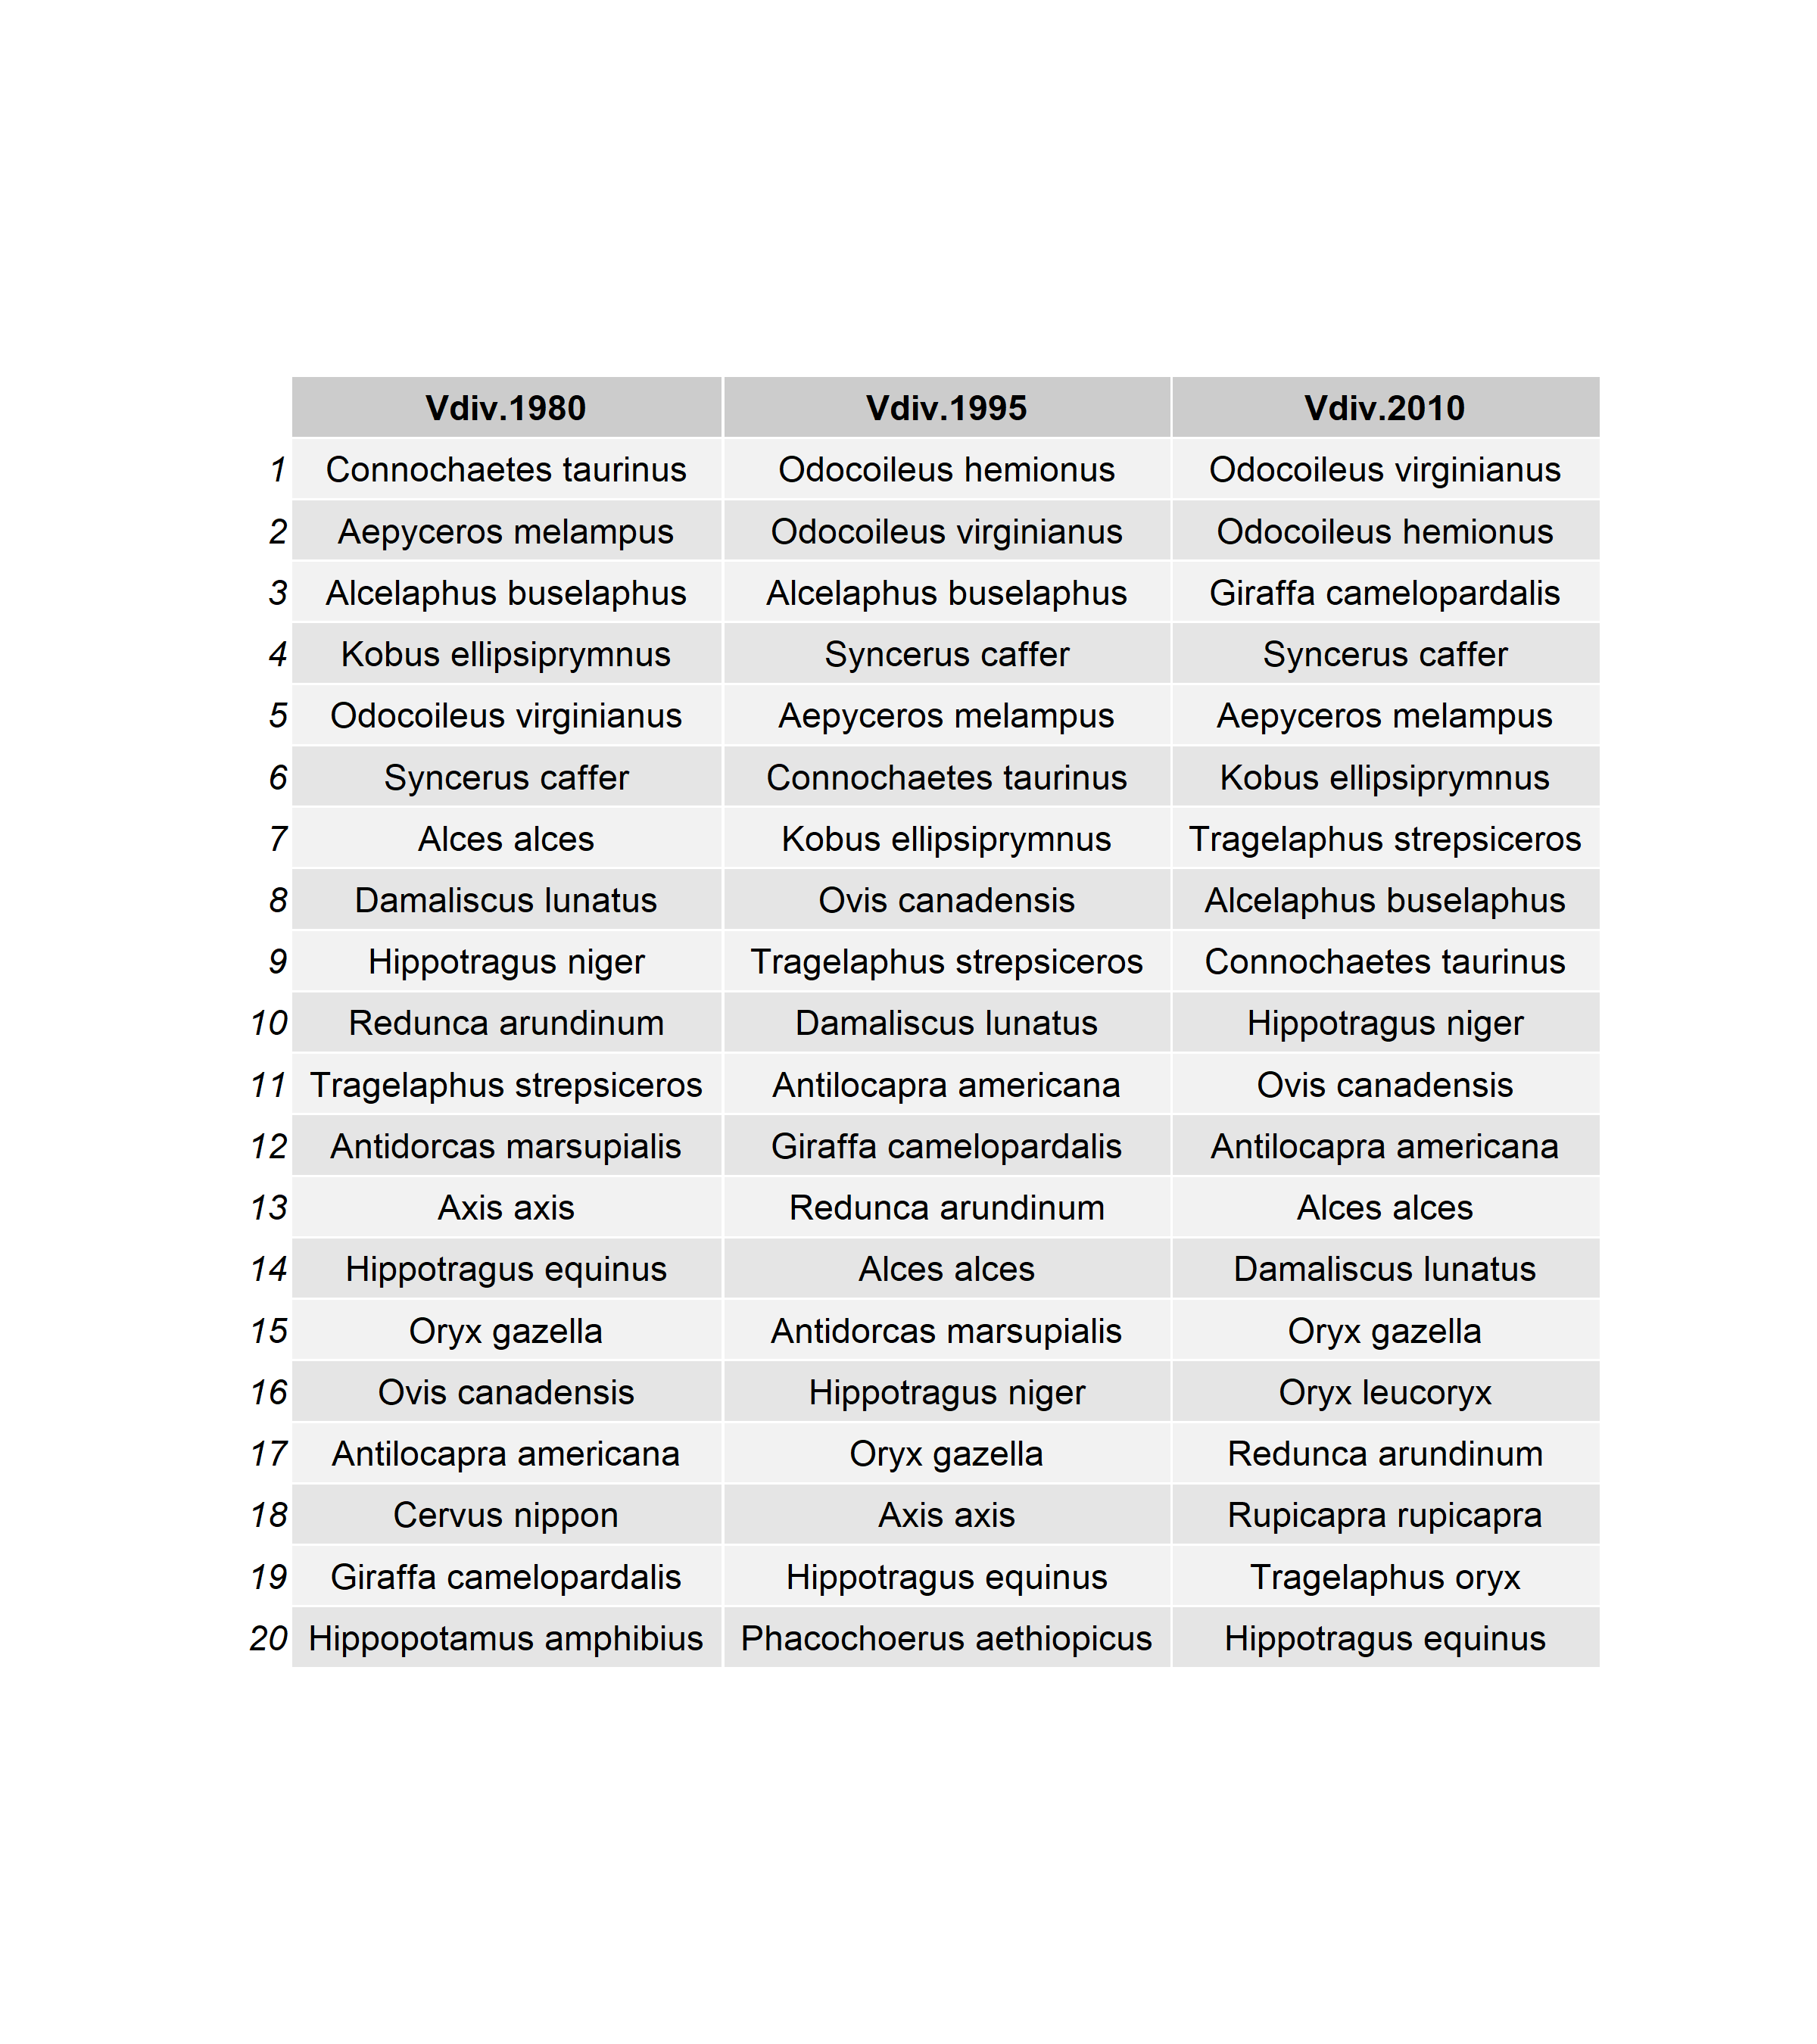 Vdiv.1980 Vdiv.1995 Vdiv.2010
1 Connochaetes taurinus Odocoileus hemionus Odocoileus virginianus
2 Aepyceros melampus Odocoileus virginianus Odocoileus hemionus
3 Alcelaphus buselaphus Alcelaphus buselaphus Giraffa camelopardalis
4 Kobus ellipsiprymnus Syncerus caffer Syncerus caffer
5 Odocoileus virginianus Aepyceros melampus Aepyceros melampus
6 Syncerus caffer Connochaetes taurinus Kobus ellipsiprymnus
7 Alces alces Kobus ellipsiprymnus Tragelaphus strepsiceros
8 Damaliscus lunatus Ovis canadensis Alcelaphus buselaphus
9 Hippotragus niger Tragelaphus strepsiceros Connochaetes taurinus
10 Redunca arundinum Damaliscus lunatus Hippotragus niger
11 Tragelaphus strepsiceros Antilocapra americana Ovis canadensis
12 Antidorcas marsupialis Giraffa camelopardalis Antilocapra americana
13 Axis axis Redunca arundinum Alces alces
14 Hippotragus equinus Alces alces Damaliscus lunatus
15 Oryx gazella Antidorcas marsupialis Oryx gazella
16 Ovis canadensis Hippotragus niger Oryx leucoryx
17 Antilocapra americana Oryx gazella Redunca arundinum
18 Cervus nippon Axis axis Rupicapra rupicapra
19 Giraffa camelopardalis Hippotragus equinus Tragelaphus oryx
20 Hippopotamus amphibius Phacochoerus aethiopicus Hippotragus equinus